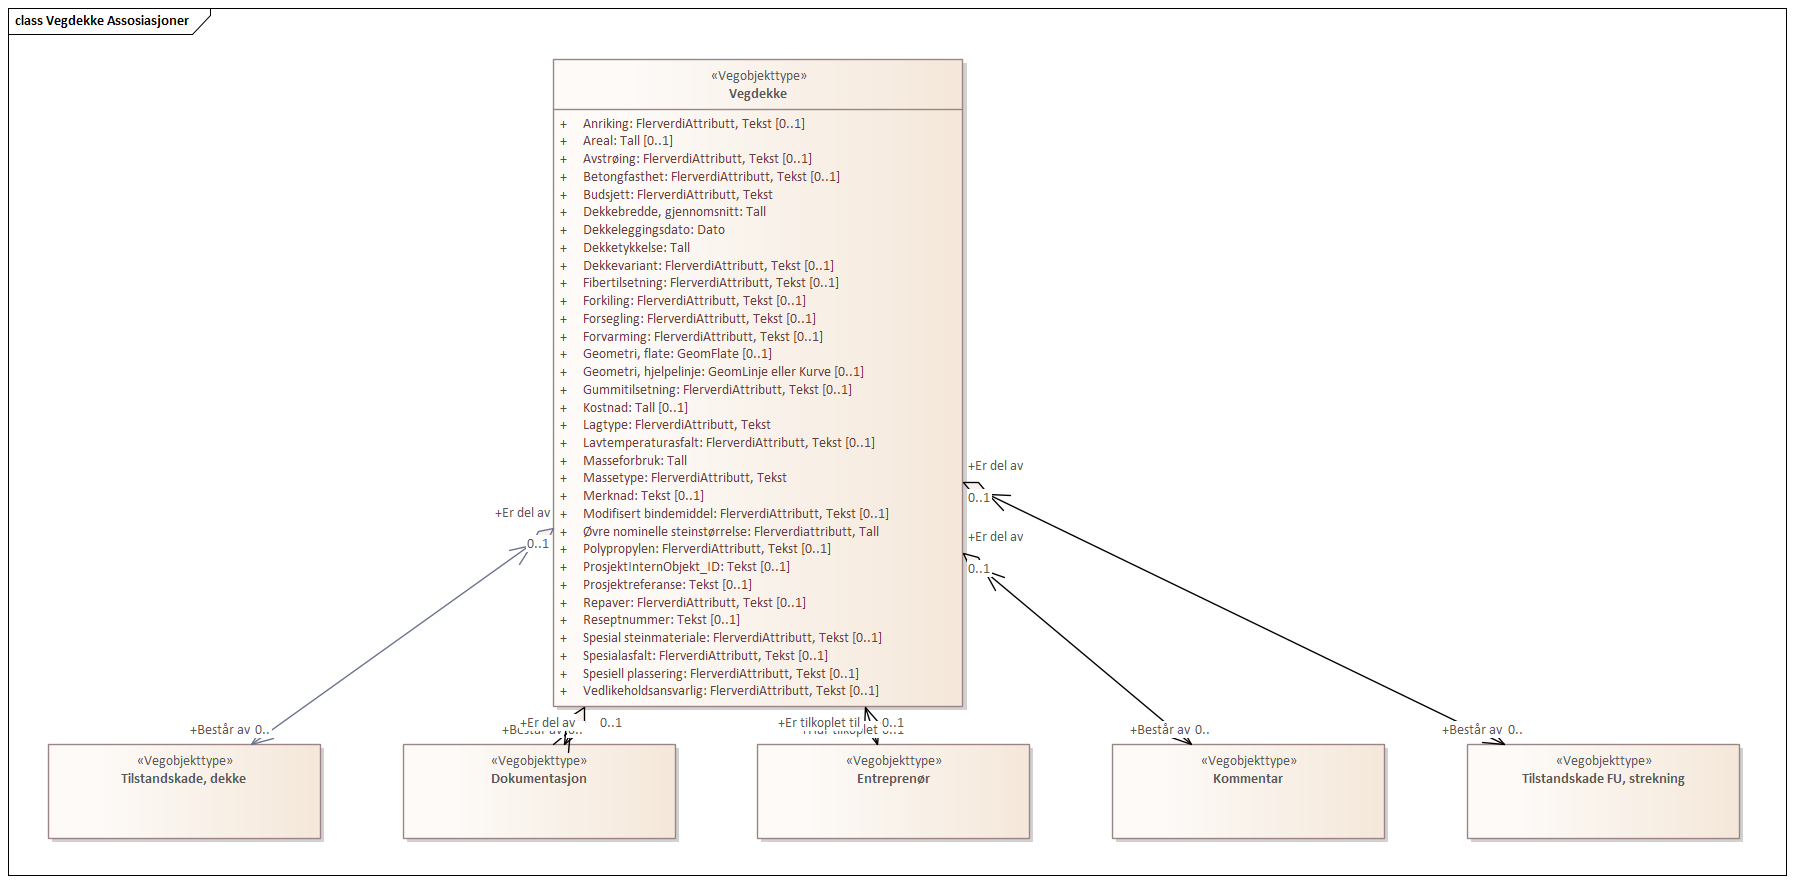 class Vegdekke Assosiasjoner
«Vegobjekttype»
Vegdekke
+ Anriking: FlerverdiAttributt, Tekst [0..1]
+ Areal: Tall [0..1]
+ Avstrøing: FlerverdiAttributt, Tekst [0..1]
+ Betongfasthet: FlerverdiAttributt, Tekst [0..1]
+ Budsjett: FlerverdiAttributt, Tekst
+ Dekkebredde, gjennomsnitt: Tall
+ Dekkeleggingsdato: Dato
+ Dekketykkelse: Tall
+ Dekkevariant: FlerverdiAttributt, Tekst [0..1]
+ Fibertilsetning: FlerverdiAttributt, Tekst [0..1]
+ Forkiling: FlerverdiAttributt, Tekst [0..1]
+ Forsegling: FlerverdiAttributt, Tekst [0..1]
+ Forvarming: FlerverdiAttributt, Tekst [0..1]
+ Geometri, flate: GeomFlate [0..1]
+ Geometri, hjelpelinje: GeomLinje eller Kurve [0..1]
+ Gummitilsetning: FlerverdiAttributt, Tekst [0..1]
+ Kostnad: Tall [0..1]
+ Lagtype: FlerverdiAttributt, Tekst
+ Lavtemperaturasfalt: FlerverdiAttributt, Tekst [0..1]
+ Masseforbruk: Tall
+ Massetype: FlerverdiAttributt, Tekst
+ Merknad: Tekst [0..1]
+ Modifisert bindemiddel: FlerverdiAttributt, Tekst [0..1]
+ Øvre nominelle steinstørrelse: Flerverdiattributt, Tall
+ Polypropylen: FlerverdiAttributt, Tekst [0..1]
+ ProsjektInternObjekt_ID: Tekst [0..1]
+ Prosjektreferanse: Tekst [0..1]
+ Repaver: FlerverdiAttributt, Tekst [0..1]
+ Reseptnummer: Tekst [0..1]
+ Spesial steinmateriale: FlerverdiAttributt, Tekst [0..1]
+ Spesialasfalt: FlerverdiAttributt, Tekst [0..1]
+ Spesiell plassering: FlerverdiAttributt, Tekst [0..1]
+ Vedlikeholdsansvarlig: FlerverdiAttributt, Tekst [0..1]
+Er del av
0..1
+Er del av
0..1
+Er del av
0..1
+Er del av 0..1
+Er tilkoplet til 0..1
+Består av 0..
+Består av 0..
+Består av 0..
«Vegobjekttype»
Tilstandskade, dekke
«Vegobjekttype»
Dokumentasjon
«Vegobjekttype»
Entreprenør
«Vegobjekttype»
Kommentar
«Vegobjekttype»
Tilstandskade FU, strekning